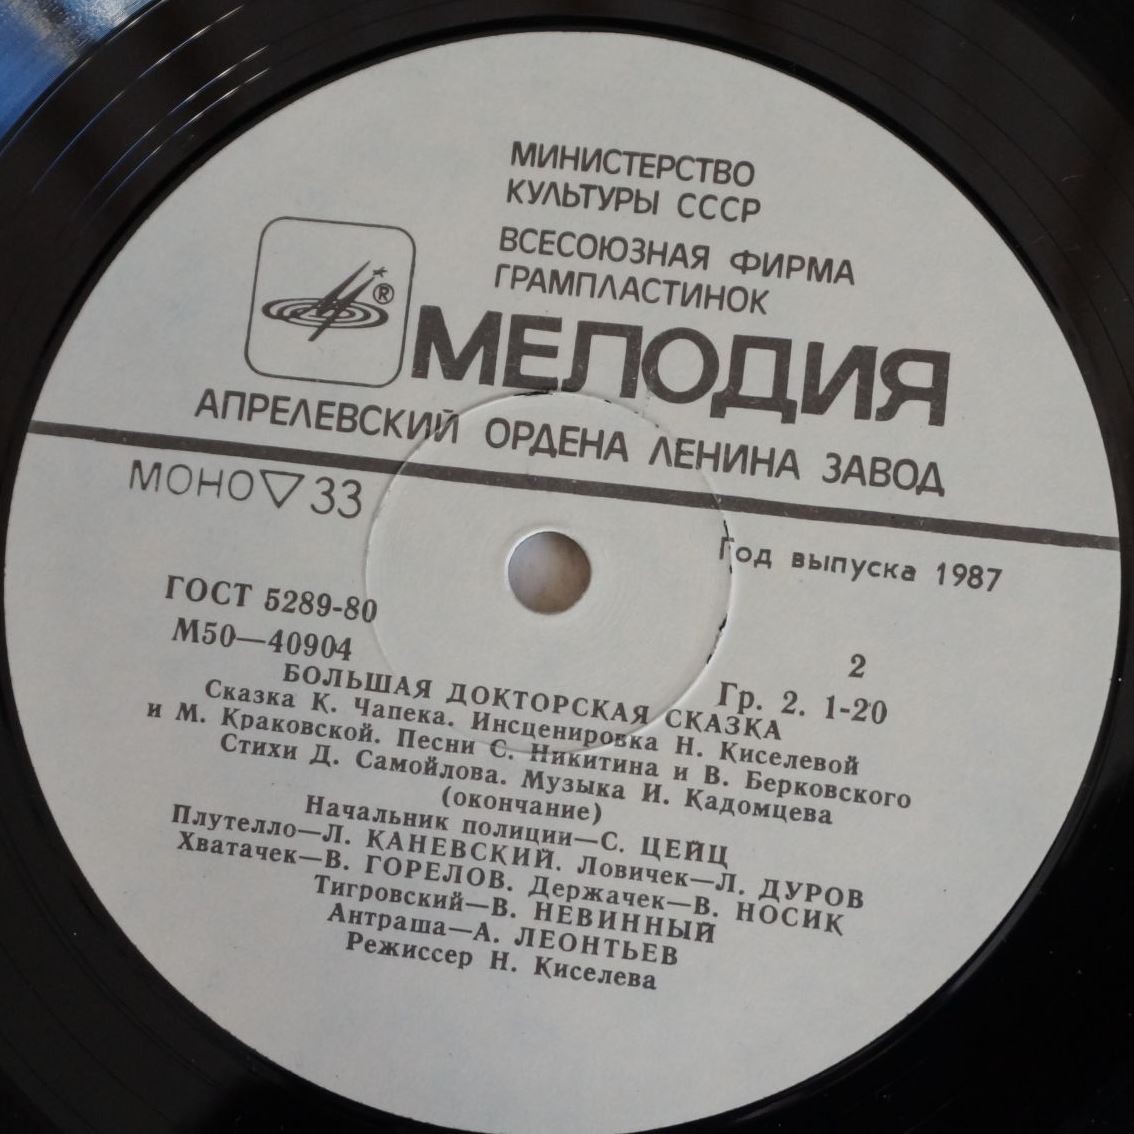 МИНИСТЕРСТВО
КУЛЬТУРЫ СССР
ВСЕСОЮЗНАЯ ФИРМА
ГРАМПЛАСТИНОК
®
МЕЛОДИЯ
АПРЕЛЕВСКИЙ ОРДЕНА ЛЕНИНА ЗАВОД
МОНО ▽ 33
Год выпуска 1987
ГОСТ 5289-80
М50—40904
2
Гр. 2. 1-20
БОЛЬШАЯ ДОКТОРСКАЯ СКАЗКА
Сказка К. Чапека. Инсценировка Н. Киселевой
и М. Краковской. Песни С. Никитина и В. Берковского
Стихи Д. Самойлова. Музыка И. Кадомцева
(окончание)
Начальник полиции—С. ЦЕЙЦ
Плутелло—Л. КАНЕВСКИЙ. Ловичек—Л. ДУРОВ
Хватачек—В. ГОРЕЛОВ. Держачек—В. НОСИК
Тигровский—В. НЕВИННЫЙ
Антраша—А. ЛЕОНТЬЕВ
Режиссер Н. Киселева